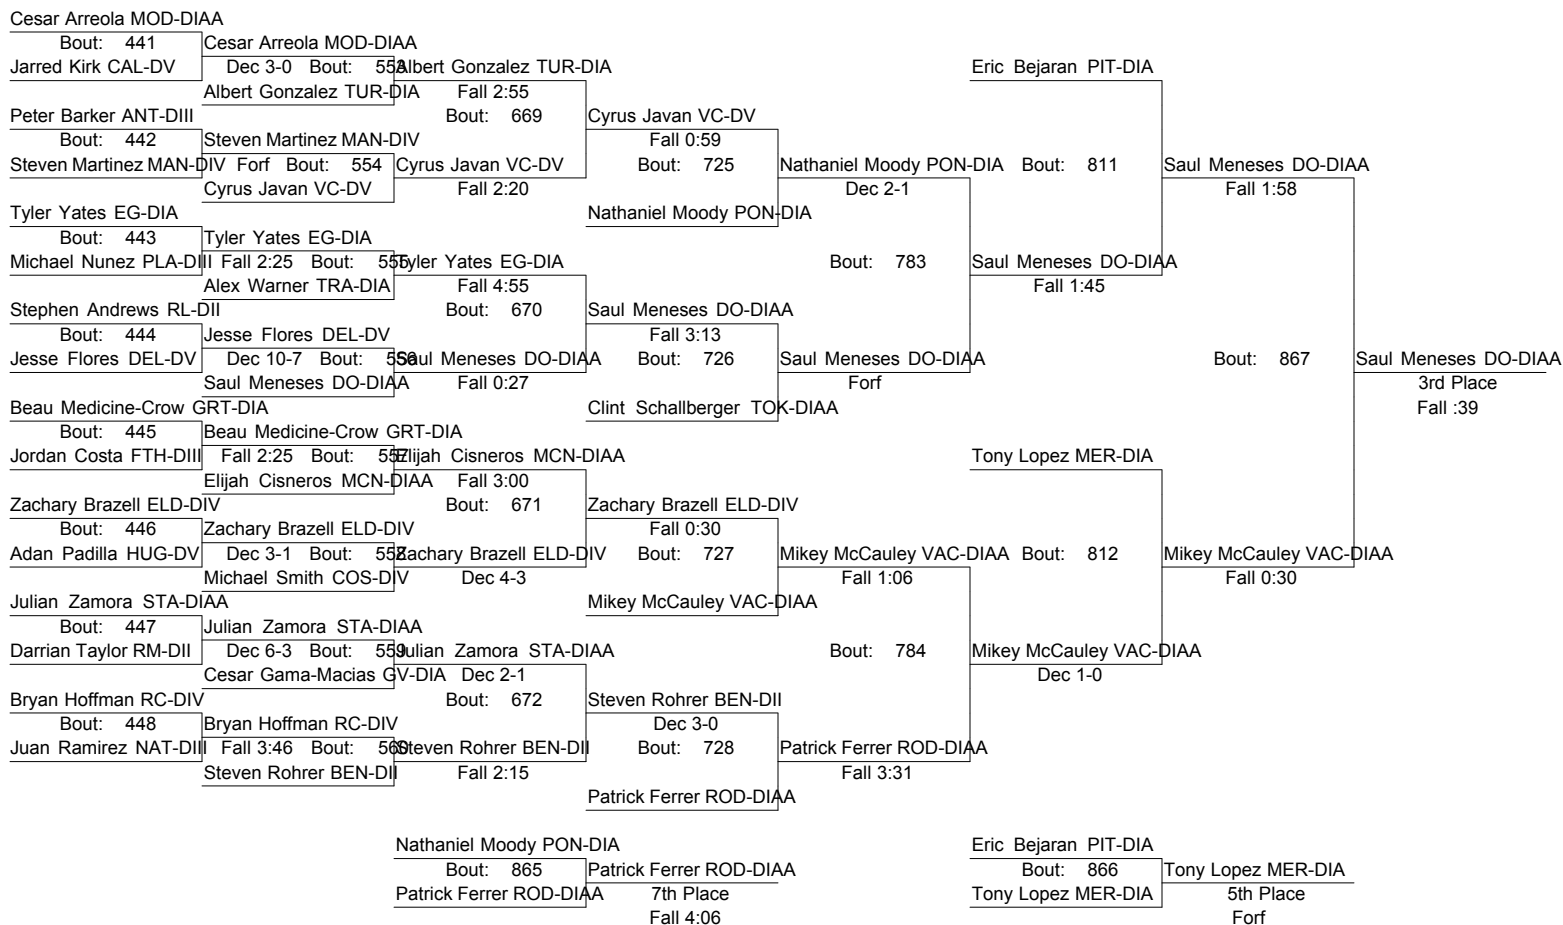 Cesar Arreola MOD-DIAA
Bout: 441 Cesar Arreola MOD-DIAA
Jarred Kirk CAL-DV Dec 3-0 Bout: 553 Albert Gonzalez TUR-DIA Eric Bejaran PIT-DIA
Albert Gonzalez TUR-DIA Fall 2:55
Peter Barker ANT-DIII Bout: 669 Cyrus Javan VC-DV
Bout: 442 Steven Martinez MAN-DIV Fall 0:59
Steven Martinez MAN-DIV Forf Bout: 554 Cyrus Javan VC-DV Bout: 725 Nathaniel Moody PON-DIA Bout: 811 Saul Meneses DO-DIAA
Cyrus Javan VC-DV Fall 2:20 Dec 2-1 Fall 1:58
Tyler Yates EG-DIA Nathaniel Moody PON-DIA
Bout: 443 Tyler Yates EG-DIA
Michael Nunez PLA-DIII Fall 2:25 Bout: 555 Tyler Yates EG-DIA Bout: 783 Saul Meneses DO-DIAA
Alex Warner TRA-DIA Fall 4:55 Fall 1:45
Stephen Andrews RL-DII Bout: 670 Saul Meneses DO-DIAA
Bout: 444 Jesse Flores DEL-DV Fall 3:13
Jesse Flores DEL-DV Dec 10-7 Bout: 556 Saul Meneses DO-DIAA Bout: 726 Saul Meneses DO-DIAA Bout: 867 Saul Meneses DO-DIAA
Saul Meneses DO-DIAA Fall 0:27 Forf 3rd Place
Beau Medicine-Crow GRT-DIA Clint Schallberger TOK-DIAA Fall :39
Bout: 445 Beau Medicine-Crow GRT-DIA
Jordan Costa FTH-DIII Fall 2:25 Bout: 557 Elijah Cisneros MCN-DIAA Tony Lopez MER-DIA
Elijah Cisneros MCN-DIAA Fall 3:00
Zachary Brazell ELD-DIV Bout: 671 Zachary Brazell ELD-DIV
Bout: 446 Zachary Brazell ELD-DIV Fall 0:30
Adan Padilla HUG-DV Dec 3-1 Bout: 558 Zachary Brazell ELD-DIV Bout: 727 Mikey McCauley VAC-DIAA Bout: 812 Mikey McCauley VAC-DIAA
Michael Smith COS-DIV Dec 4-3 Fall 1:06 Fall 0:30
Julian Zamora STA-DIAA Mikey McCauley VAC-DIAA
Bout: 447 Julian Zamora STA-DIAA
Darrian Taylor RM-DII Dec 6-3 Bout: 559 Julian Zamora STA-DIAA Bout: 784 Mikey McCauley VAC-DIAA
Cesar Gama-Macias GV-DIA Dec 2-1 Dec 1-0
Bryan Hoffman RC-DIV Bout: 672 Steven Rohrer BEN-DII
Bout: 448 Bryan Hoffman RC-DIV Dec 3-0
Juan Ramirez NAT-DIII Fall 3:46 Bout: 560 Steven Rohrer BEN-DII Bout: 728 Patrick Ferrer ROD-DIAA
Steven Rohrer BEN-DII Fall 2:15 Fall 3:31
Patrick Ferrer ROD-DIAA
Nathaniel Moody PON-DIA Eric Bejaran PIT-DIA
Bout: 865 Patrick Ferrer ROD-DIAA Bout: 866 Tony Lopez MER-DIA
Patrick Ferrer ROD-DIAA 7th Place Tony Lopez MER-DIA 5th Place
Fall 4:06 Forf